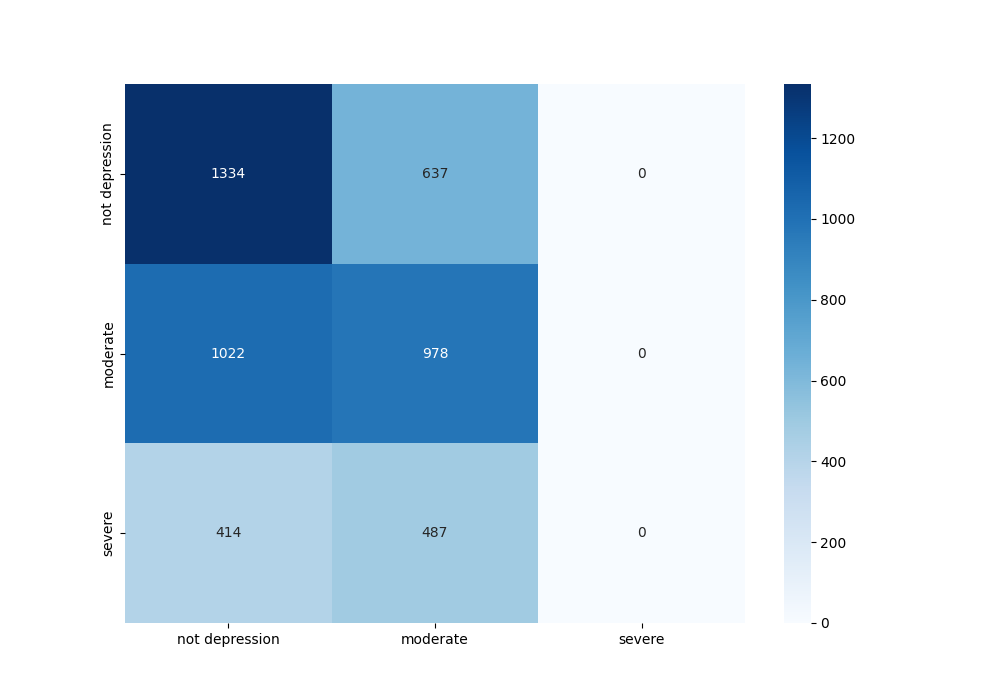 not depression
1334 637 0
moderate
1022 978 0
severe
414 487 0
not depression moderate severe
1200
1000
800
600
400
200
0